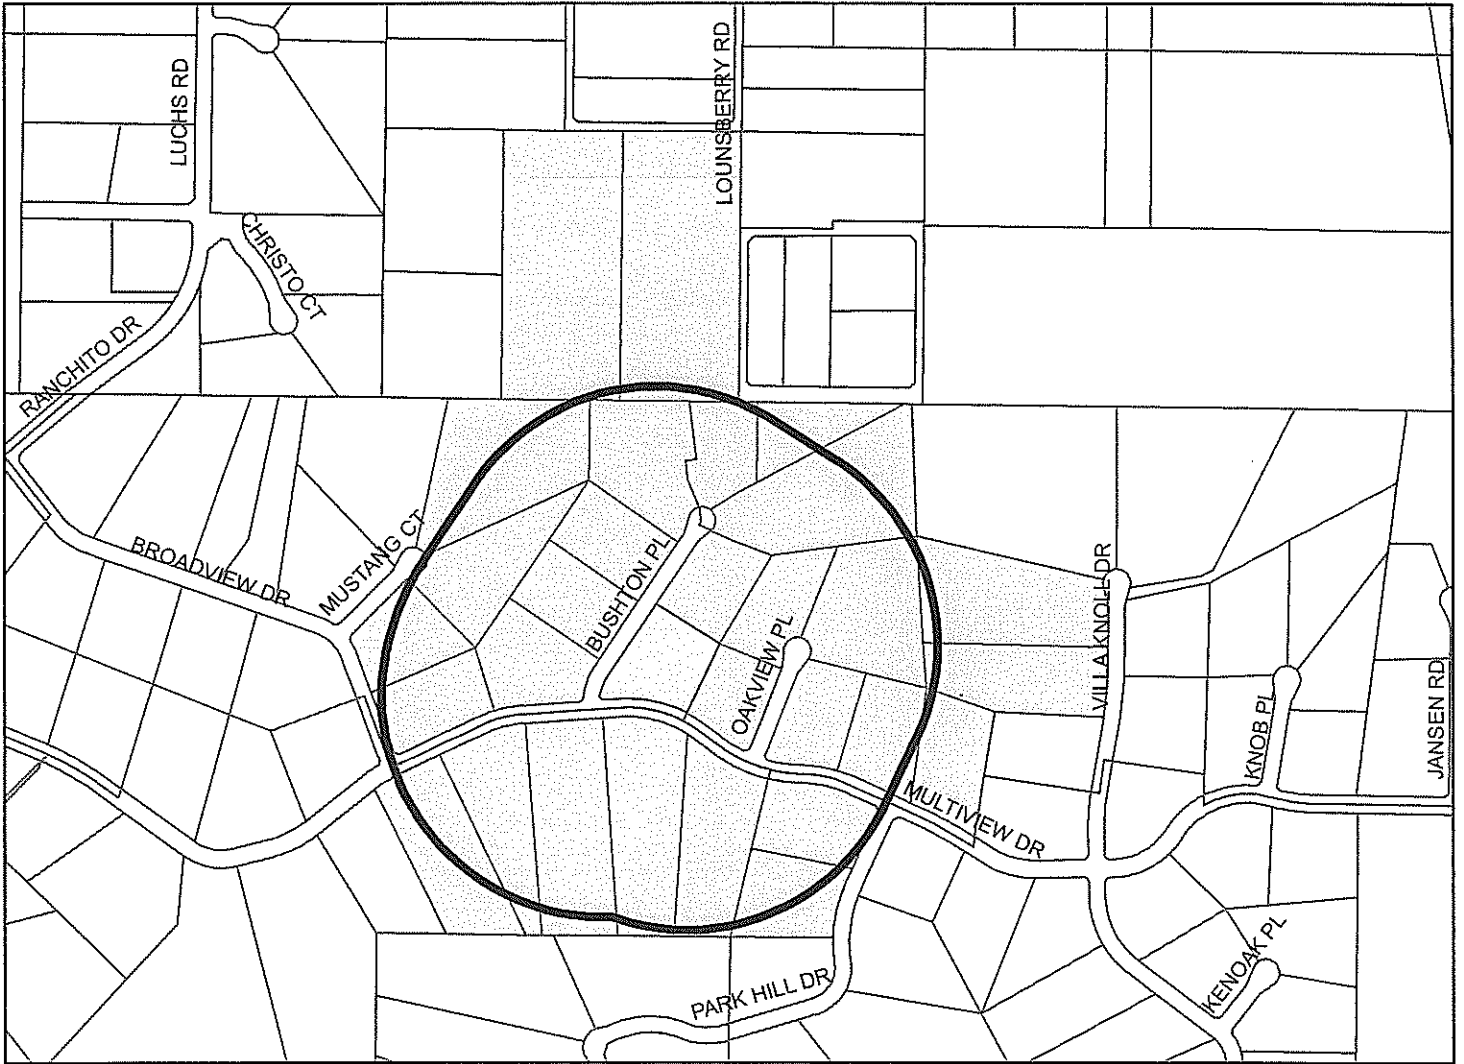 LUCHS RD
LOUNSBERRY RD
CHRISTO CT
RANCHITO DR
BROADVIEW DR
MUSTANG CT
BUSHTON PL
OAKVIEW PL
VILLA KNOLL DR
KNOB PL
JANSEN RD
MULTIVIEW DR
PARK HILL DR
KENOAK PL